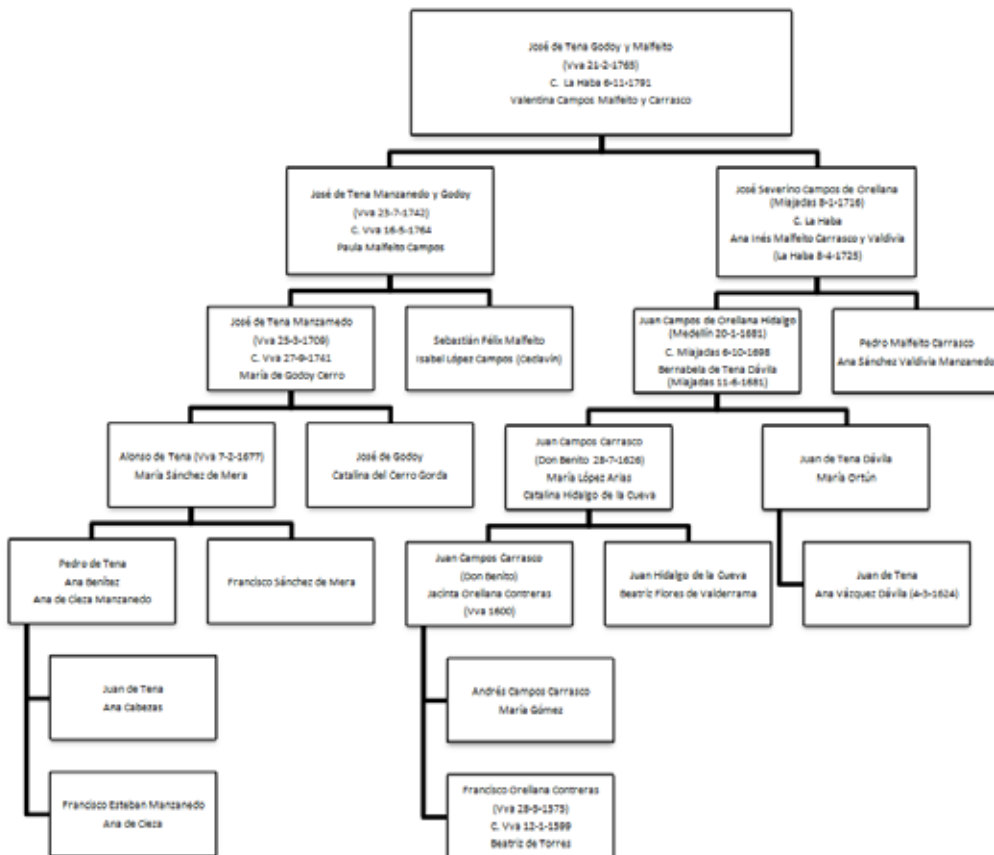 José de Tena Godoy y Malfeito
(Vva 21-2-1765)
C. La Haba 6-11-1791
Valentina Campos Malfeito y Carrasco
José de Tena Manzanedo y Godoy
(Vva 23-7-1742)
C. Vva 16-5-1764
Paula Malfeito Campos
José Severino Campos de Orellana
(Miajadas 8-1-1716)
C. La Haba
Ana Inés Malfeito Carrasco y Valdivia
(La Haba 8-4-1723)
José de Tena Manzamedo
(Vva 23-3-1709)
C. Vva 27-9-1741
María de Godoy Cerro
Sebastián Félix Malfeito
Isabel López Campos (Ceclavín)
Juan Campos de Orellana Hidalgo
(Medellín 20-1-1681)
C. Miajadas 6-10-1698
Bernabela de Tena Dávila
(Miajadas 11-6-1681)
Pedro Malfeito Carrasco
Ana Sánchez Valdivia Manzanedo
Alonso de Tena (Vva 7-2-1677)
María Sánchez de Mera
José de Godoy
Catalina del Cerro Gorda
Juan Campos Carrasco
(Don Benito 28-7-1626)
María López Arias
Catalina Hidalgo de la Cueva
Juan de Tena Dávila
María Ortún
Pedro de Tena
Ana Benítez
Ana de Cieza Manzanedo
Francisco Sánchez de Mera
Juan Campos Carrasco
(Don Benito)
Jacinta Orellana Contreras
(Vva 1600)
Juan Hidalgo de la Cueva
Beatriz Flores de Valderrama
Juan de Tena
Ana Vázquez Dávila (4-3-1624)
Juan de Tena
Ana Cabezas
Andrés Campos Carrasco
María Gómez
Francisco Esteban Manzanedo
Ana de Cieza
Francisco Orellana Contreras
(Vva 28-5-1573)
C. Vva 12-1-1599
Beatriz de Torres